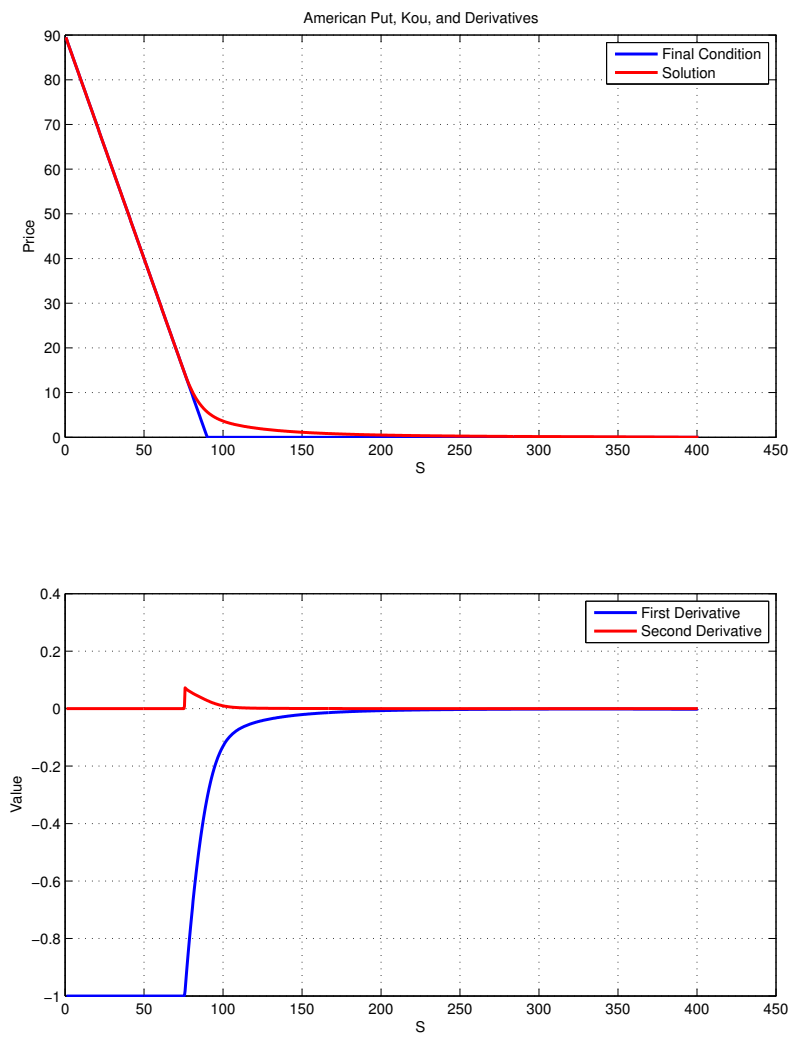 American Put, Kou, and Derivatives
Final Condition
Solution
90
80
70
60
50
40
30
20
10
0
Price
0 50 100 150 200 250 300 350 400 450
S
First Derivative
Second Derivative
0.4
0.2
0
−0.2
−0.4
−0.6
−0.8
−1
Value
0 50 100 150 200 250 300 350 400 450
S